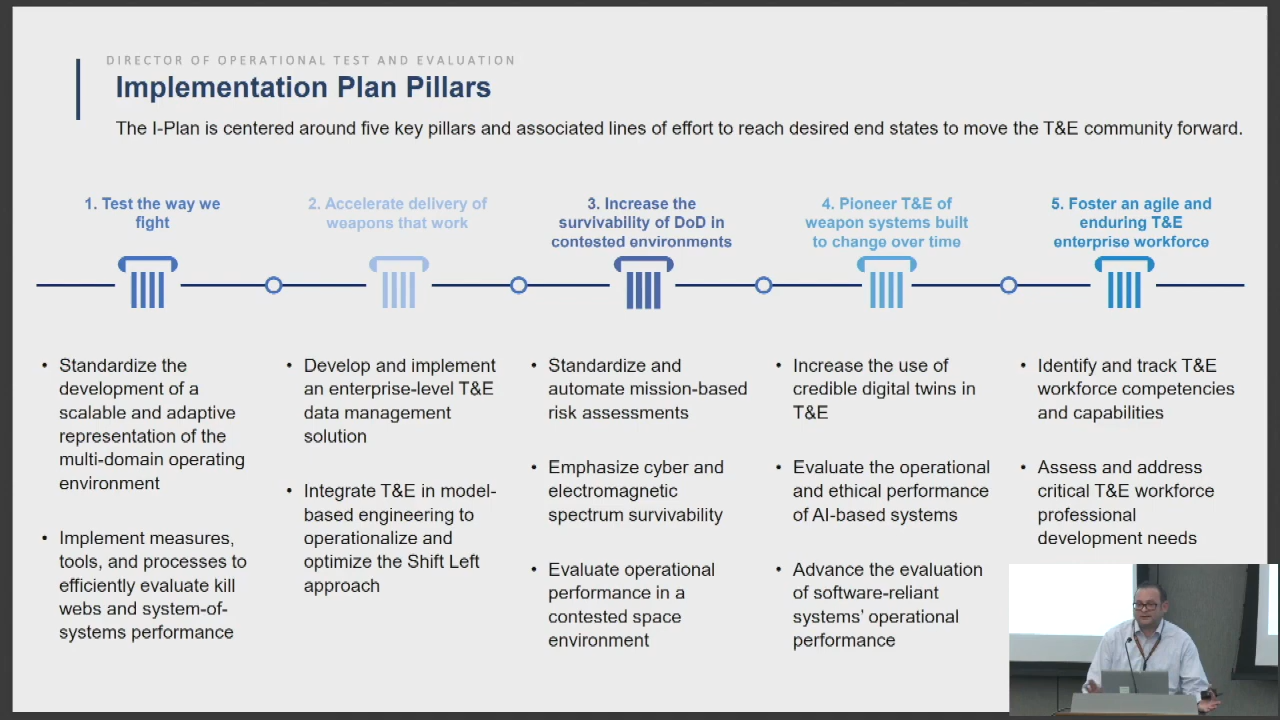 DIRECTOR OF OPERATIONAL TEST AND EVALUATION
Implementation Plan Pillars
The I-Plan is centered around five key pillars and associated lines of effort to reach desired end states to move the T&E community forward.
1. Test the way we
fight
2. Accelerate delivery of
weapons that work
3. Increase the
survivability of DoD in
contested environments
4. Pioneer T&E of
weapon systems built
to change over time
5. Foster an agile and
enduring T&E
enterprise workforce
• Standardize the
development of a
scalable and adaptive
representation of the
multi-domain operating
environment
• Implement measures,
tools, and processes to
efficiently evaluate kill
webs and system-of-
systems performance
• Develop and implement
an enterprise-level T&E
data management
solution
• Integrate T&E in model-
based engineering to
operationalize and
optimize the Shift Left
approach
• Standardize and
automate mission-based
risk assessments
• Emphasize cyber and
electromagnetic
spectrum survivability
• Evaluate operational
performance in a
contested space
environment
• Increase the use of
credible digital twins in
T&E
• Evaluate the operational
and ethical performance
of AI-based systems
• Advance the evaluation
of software-reliant
systems’ operational
performance
• Identify and track T&E
workforce competencies
and capabilities
• Assess and address
critical T&E workforce
professional
development needs